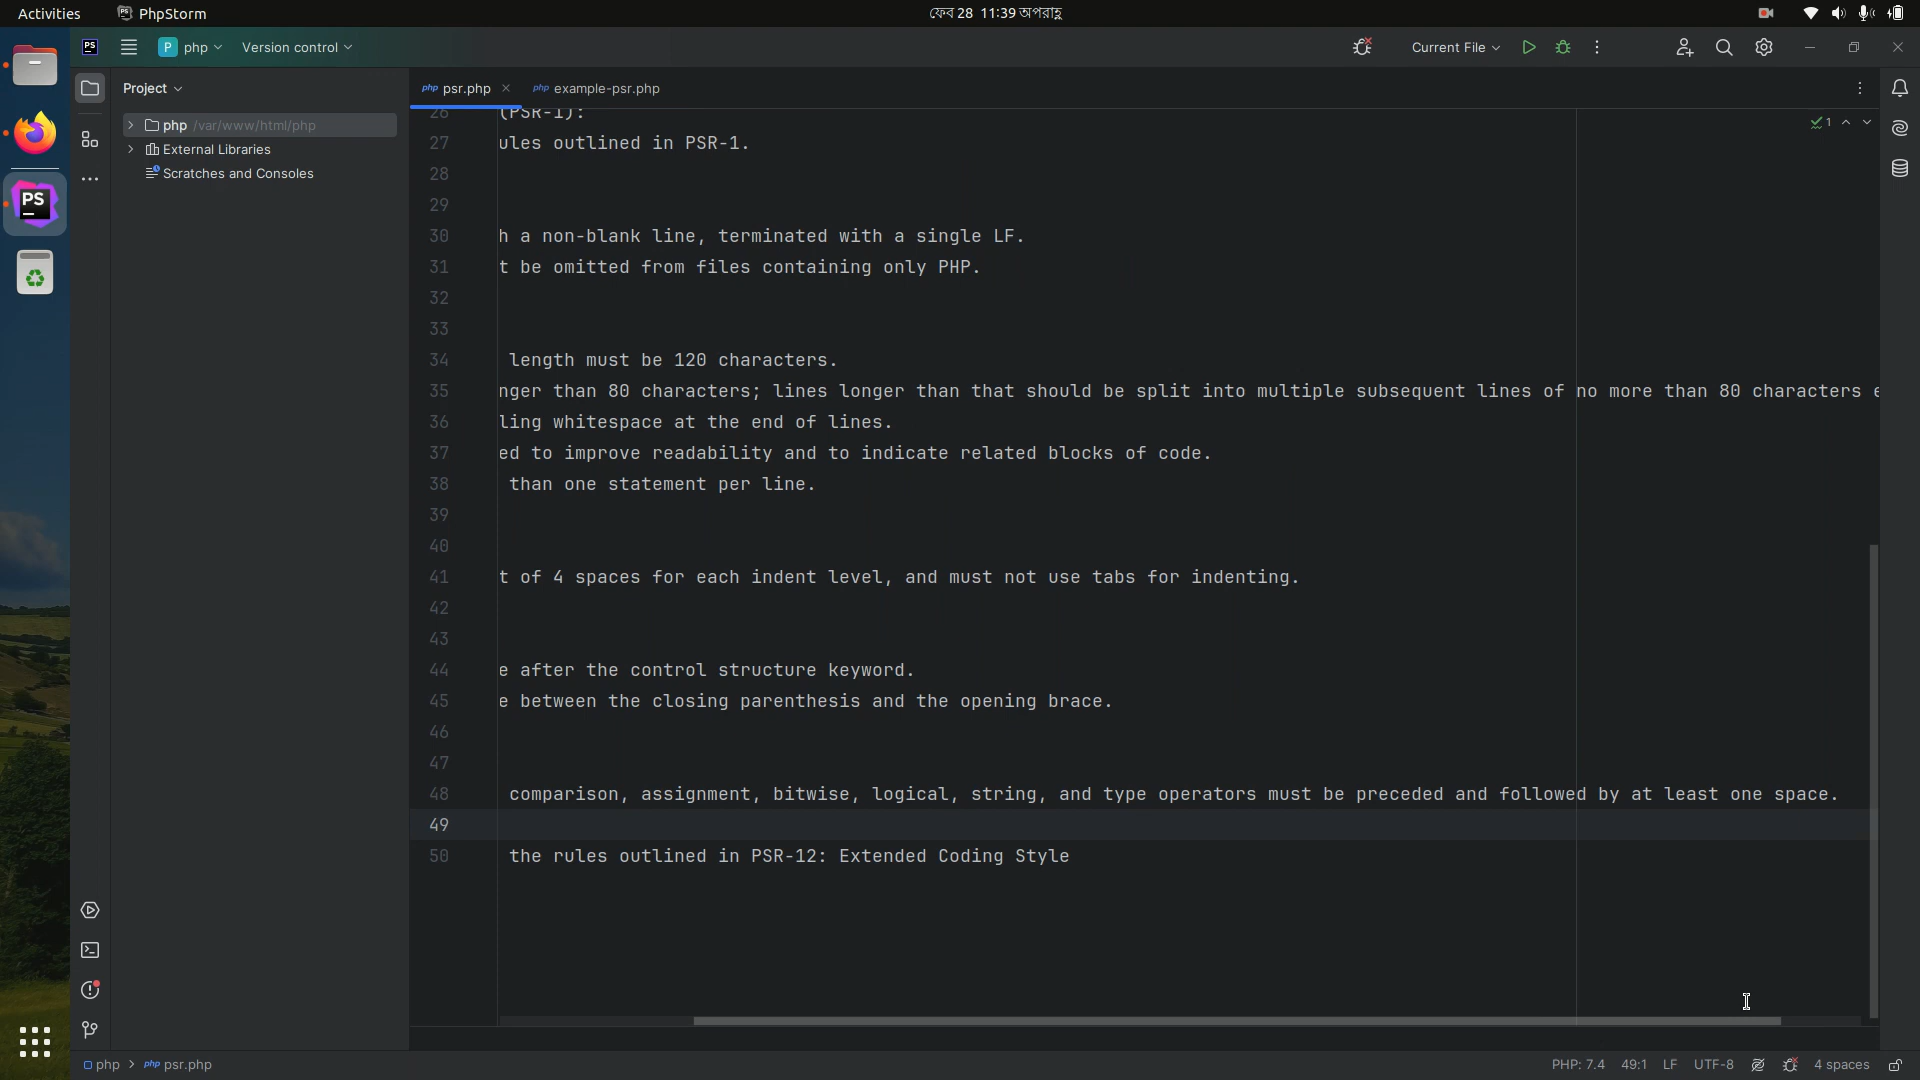 Activities
PhpStorm
ফেব 28 11:39 অপরাহ্ণ
PS
P php
Version control
Current File
Project
php psr.php
php example-psr.php
php /var/www/html/php
External Libraries
Scratches and Consoles
1
26 (PSR-1):
27 ules outlined in PSR-1.
28
29
30 h a non-blank line, terminated with a single LF.
31 t be omitted from files containing only PHP.
32
33
34 length must be 120 characters.
35 nger than 80 characters; lines longer than that should be split into multiple subsequent lines of no more than 80 characters e
36 ling whitespace at the end of lines.
37 ed to improve readability and to indicate related blocks of code.
38 than one statement per line.
39
40
41 t of 4 spaces for each indent level, and must not use tabs for indenting.
42
43
44 e after the control structure keyword.
45 e between the closing parenthesis and the opening brace.
46
47
48 comparison, assignment, bitwise, logical, string, and type operators must be preceded and followed by at least one space.
49
50 the rules outlined in PSR-12: Extended Coding Style
PS
php
php psr.php
PHP: 7.4
49:1
LF
UTF-8
4 spaces